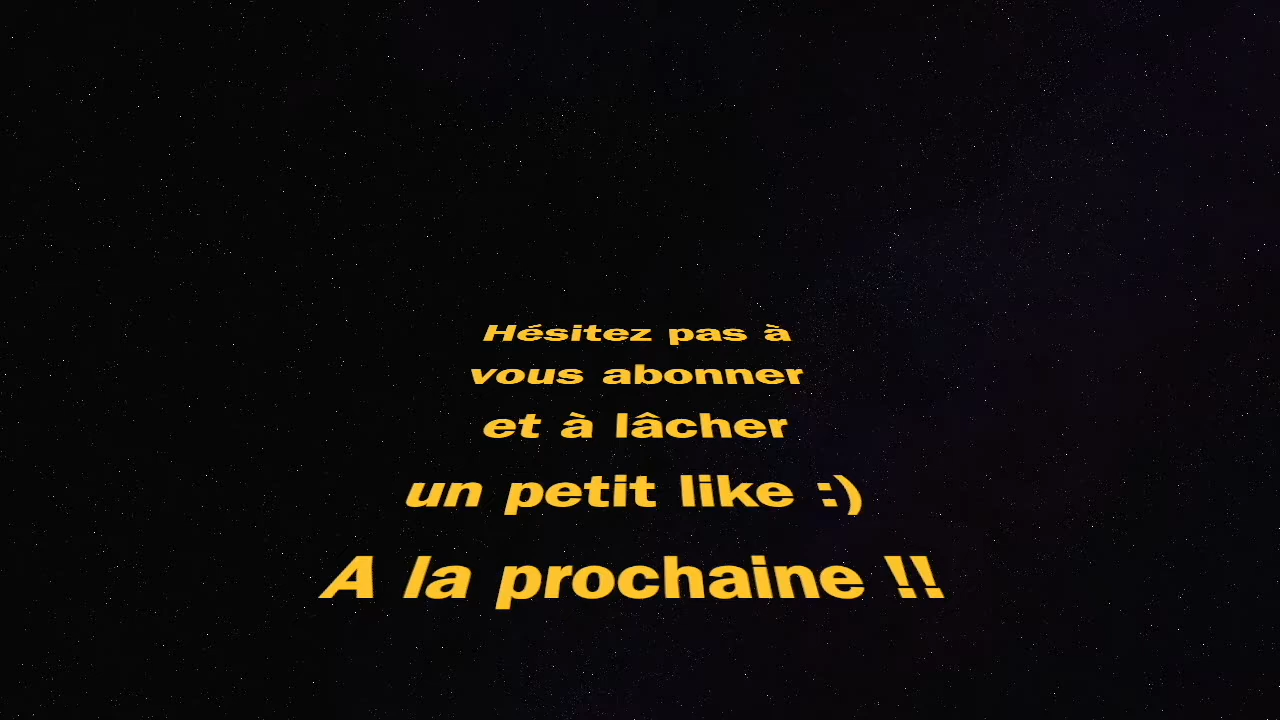 Hésitez pas à
vous abonner
et à lâcher
un petit like :)
A la prochaine !!